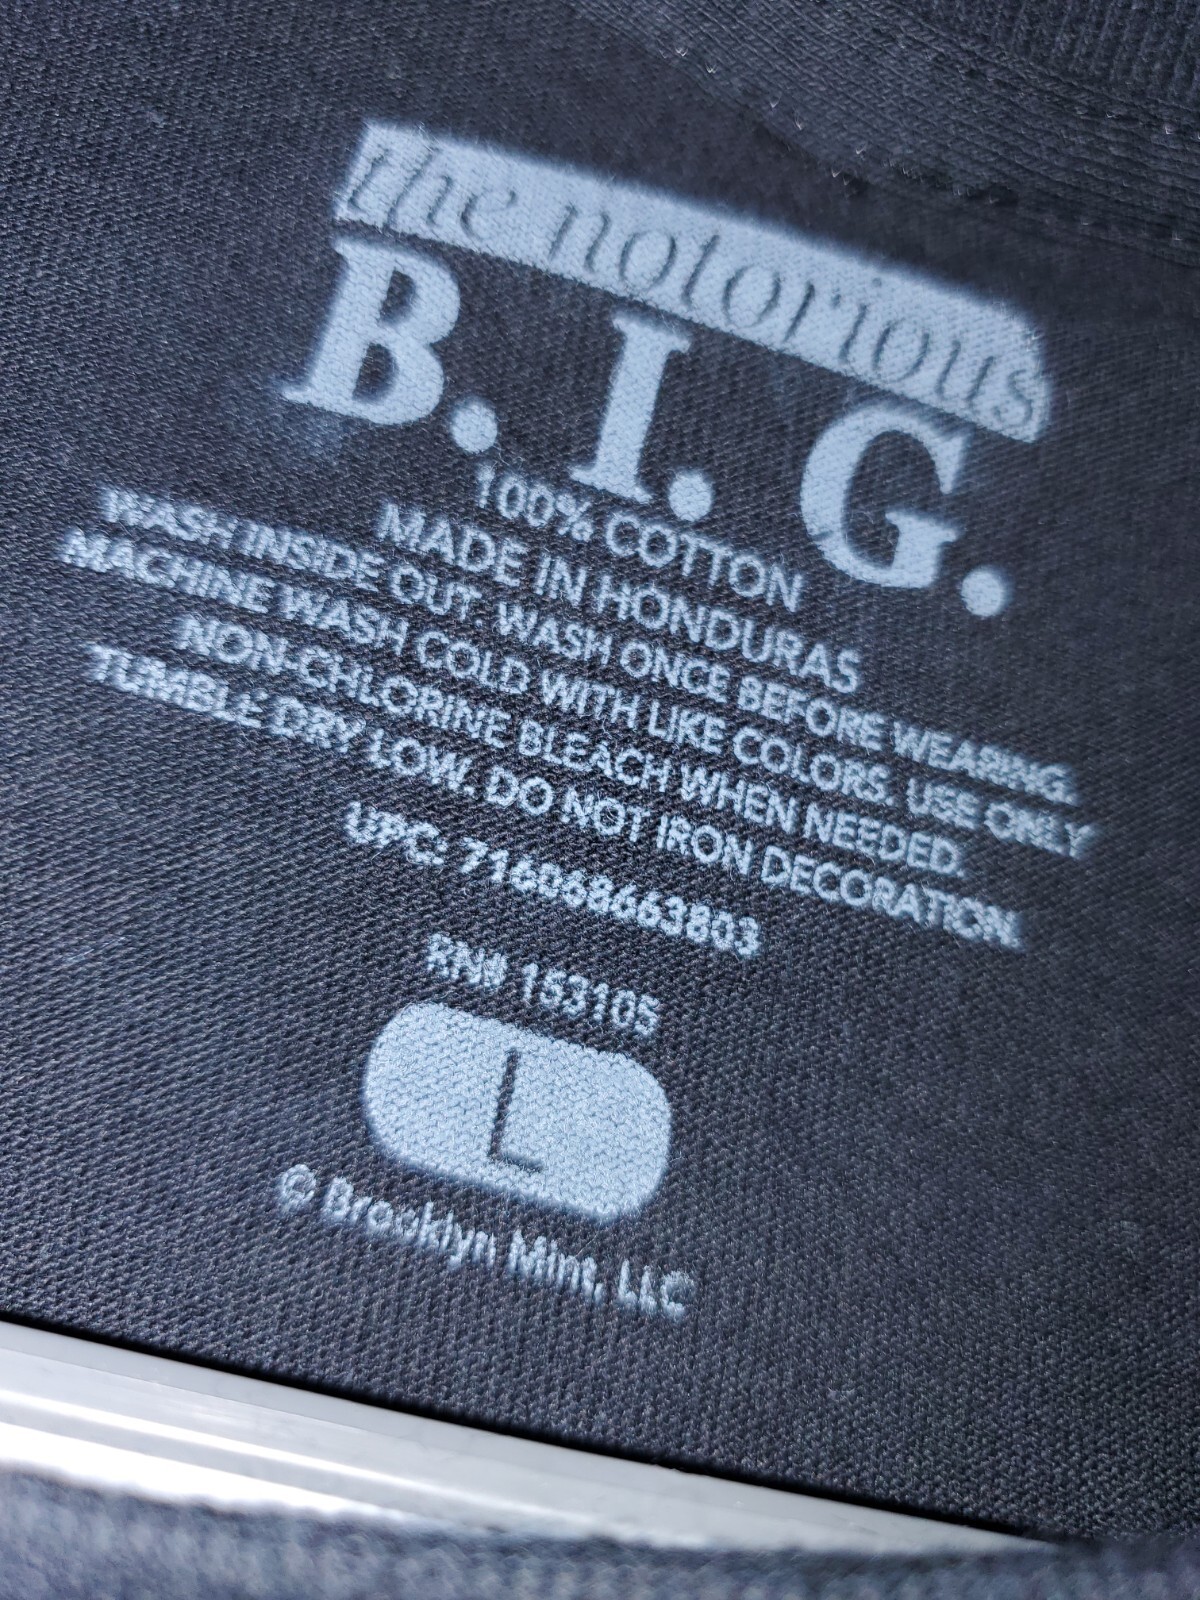 the notorious
B. I. G.
100% COTTON
MADE IN HONDURAS
WASH INSIDE OUT. WASH ONCE BEFORE WEARING.
MACHINE WASH COLD WITH LIKE COLORS. USE ONLY
NON-CHLORINE BLEACH WHEN NEEDED.
TUMBLE DRY LOW. DO NOT IRON DECORATION.
UPC: 716068663803
RN# 153105
L
© Brooklyn Mint, LLC